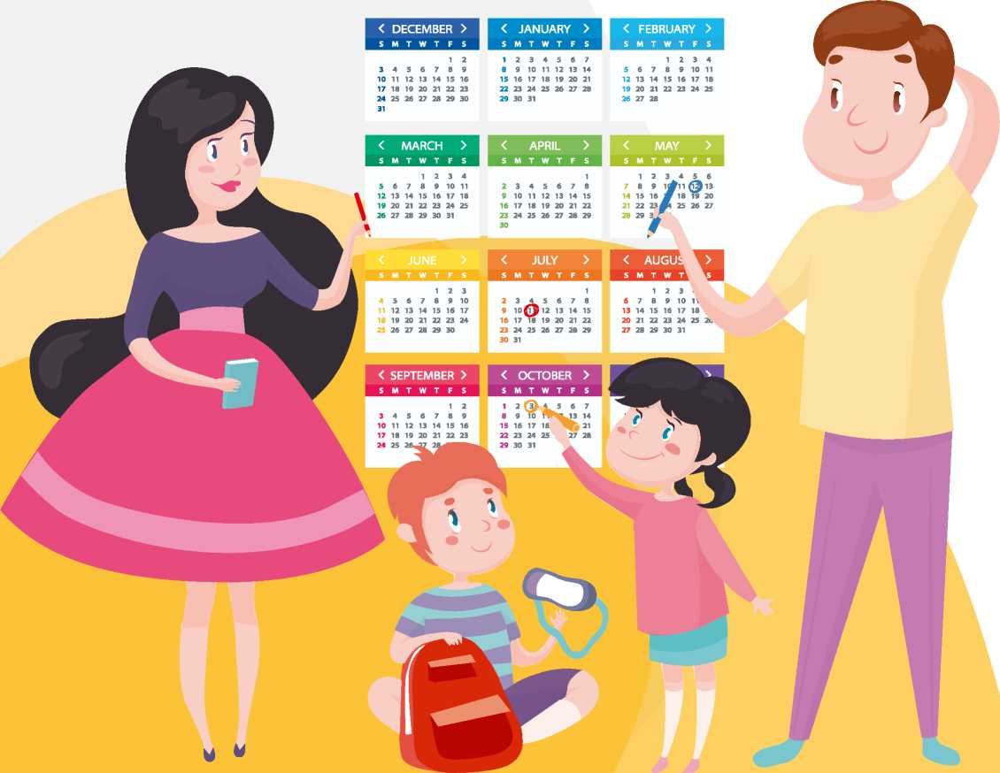 DECEMBER
S M T W T F S
1 2
3 4 5 6 7 8 9
10 11 12 13 14 15 16
17 18 19 20 21 22 23
24 25 26 27 28 29 30
31
JANUARY
S M T W T F S
1 2 3 4 5 6 7
8 9 10 11 12 13 14
15 16 17 18 19 20 21
22 23 24 25 26 27 28
29 30 31
FEBRUARY
S M T W T F S
1 2 3 4
5 6 7 8 9 10 11
12 13 14 15 16 17 18
19 20 21 22 23 24 25
26 27 28
MARCH
S M T W T F S
1 2 3 4
5 6 7 8 9 10 11
12 13 14 15 16 17 18
19 20 21 22 23 24 25
26 27 28 29 30 31
APRIL
S M T W T F S
1
2 3 4 5 6 7 8
9 10 11 12 13 14 15
16 17 18 19 20 21 22
23 24 25 26 27 28 29
30
MAY
S M T W T F S
1 2 3 4 5 6
7 8 9 10 11 12 13
14 15 16 18 19 20
21 22 23 25 26 27
28 29
JUNE
S M T W T F S
1 2 3
4 5 6 7 8 9 10
11 12 13 14 15 16 17
18 19 20 21 22 23 24
25 26 27 28 29 30
JULY
S M T W T F S
1
2 3 4 5 6 7 8
9 10 11 12 13 14 15
16 17 18 19 20 21 22
23 24 25 26 27 28 29
30 31
AUGUS
S M T W T F S
1 2 3
6 7 8 9 10
13 14 15 16 17
20 21 22 23 24 25 26
27 28 29 30 31
SEPTEMBER
S M T W T F S
1 2
3 4 5 6 7 8 9
10 11 12 13 14 15 16
17 18 19 20 21 22 23
24 25 26 27 28 29 30
OCTOBER
S M T W T F S
1 2 3 4 5 6 7
8 9 10 11 13 14
15 16 17 18 21
22 23 24 25 27 28
29 30 31